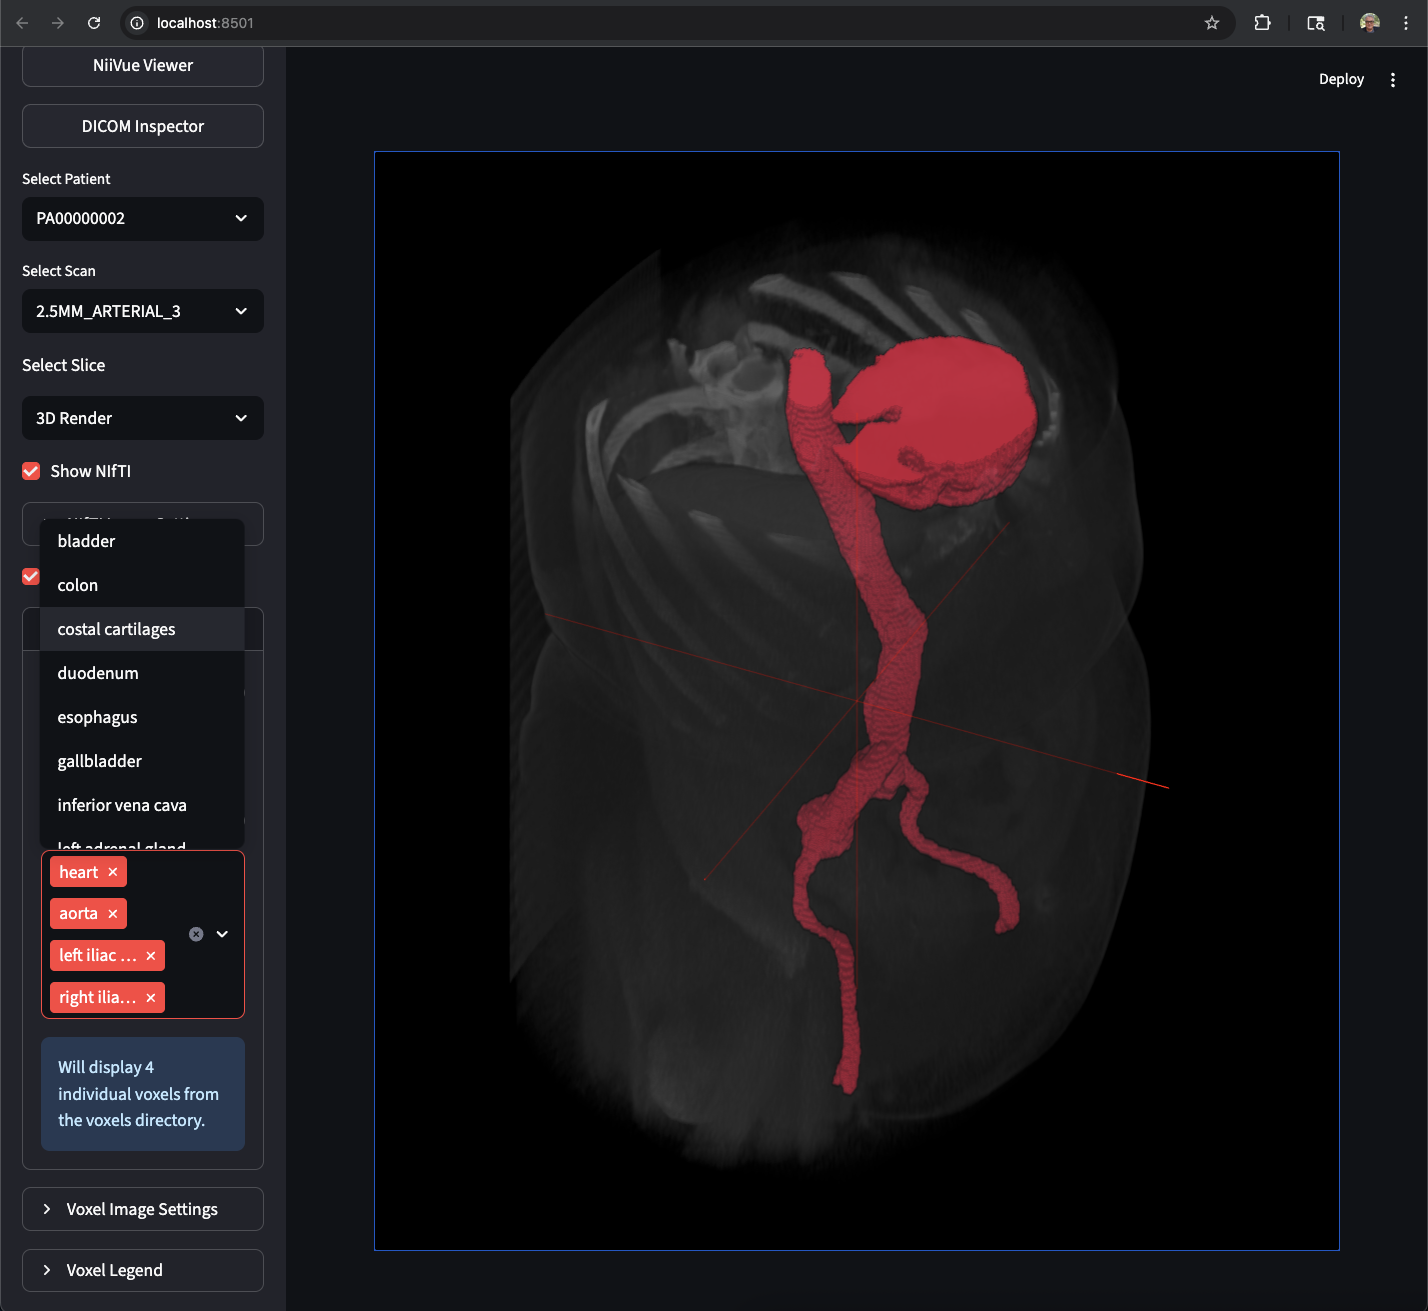 localhost:8501
Deploy
NiiVue Viewer
DICOM Inspector
Select Patient
PA00000002
Select Scan
2.5MM_ARTERIAL_3
Select Slice
3D Render
Show NIfTI
bladder
colon
costal cartilages
duodenum
esophagus
gallbladder
inferior vena cava
left adrenal gland
heart ×
aorta ×
left iliac ... ×
right ilia... ×
Will display 4
individual voxels from
the voxels directory.
Voxel Image Settings
Voxel Legend